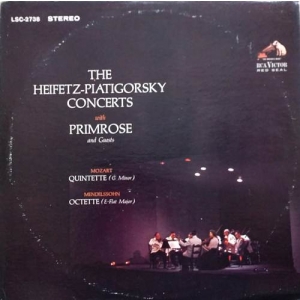 LSC-2738 STEREO
RCA VICTOR
RED SEAL
THE
HEIFETZ-PIATIGORSKY
CONCERTS
with
PRIMROSE
and Guests
MOZART
QUINTETTE (G Minor)
MENDELSSOHN
OCTETTE (E-Flat Major)